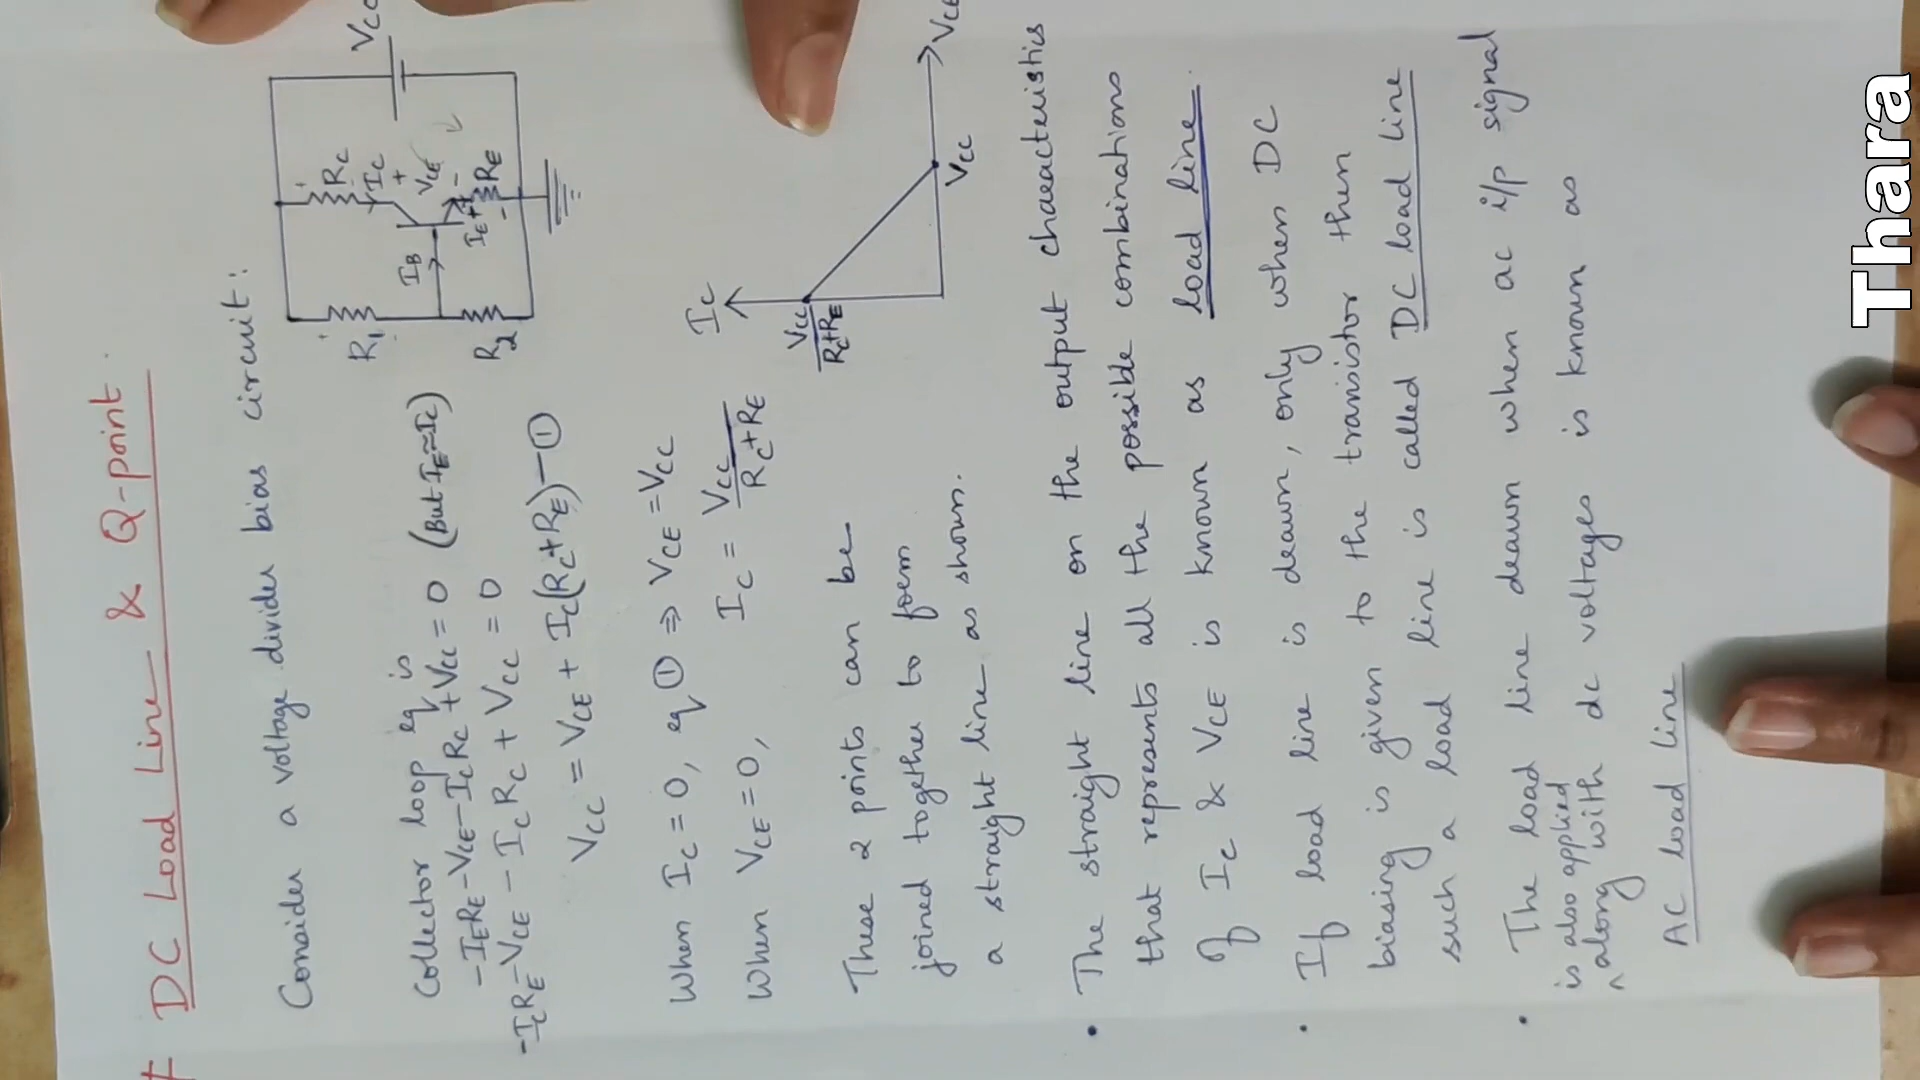 # DC Load Line & Q-point.
Consider a voltage divider bias circuit:
Collector loop eq is
-IERE-VCE-ICRC+VCC=0 (But IE≈IC)
-ICRE-VCE-ICRC+VCC=0
VCC=VCE+IC(RC+RE)-①
When IC=0, eq ①⇒VCE=VCC
When VCE=0, IC=VCC/RC+RE
These 2 points can be
joined together to form
a straight line as shown.
VCC
RC
IC
+
VCE
-
IB
IE
+
-
RE
R1
R2
IC
VCC/RC+RE
VCC
VCE
• The straight line on the output characteristics
that represents all the possible combinations
of IC & VCE is known as load line.
• If load line is drawn, only when DC
biasing is given to the transistor then
such a load line is called DC load line
• The load line drawn when ac i/p signal
is also applied
^ along with dc voltages is known as
AC load line
Thara